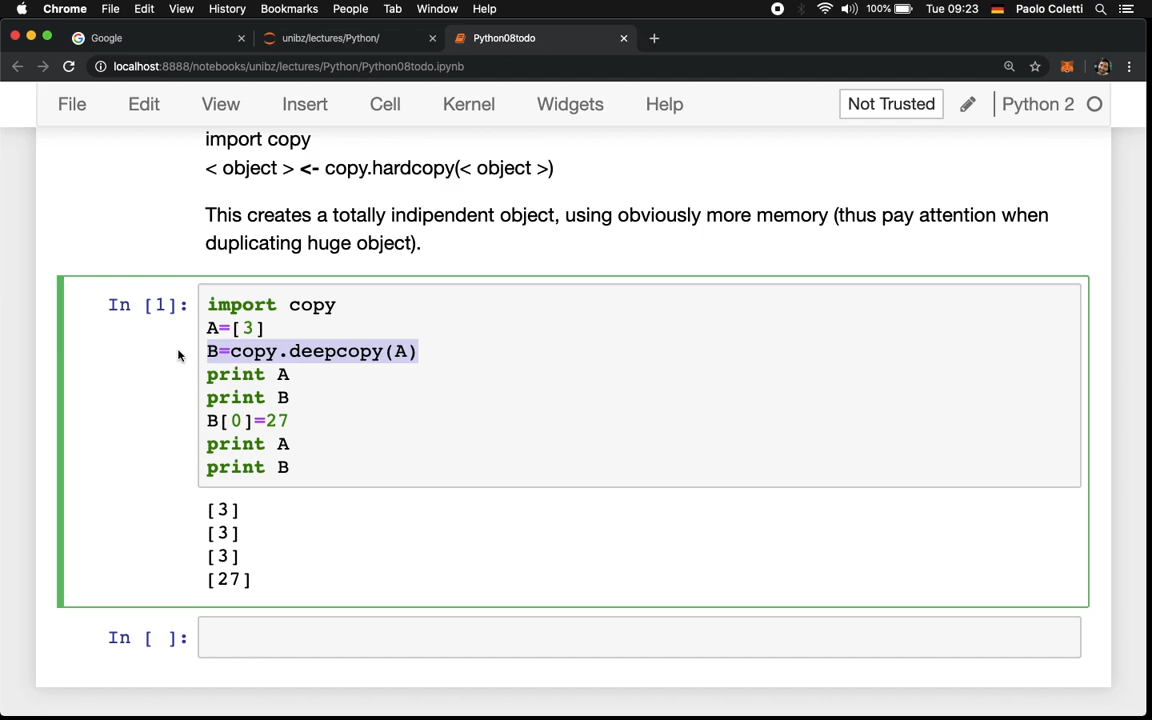 Chrome File Edit View History Bookmarks People Tab Window Help 100% Tue 09:23 Paolo Coletti
Google unibz/lectures/Python/ Python08todo
localhost:8888/notebooks/unibz/lectures/Python/Python08todo.ipynb
File Edit View Insert Cell Kernel Widgets Help Not Trusted Python 2
import copy
< object > <- copy.hardcopy(< object >)
This creates a totally indipendent object, using obviously more memory (thus pay attention when
duplicating huge object).
In [1]: import copy
A=[3]
B=copy.deepcopy(A)
print A
print B
B[0]=27
print A
print B
[3]
[3]
[3]
[27]
In [ ]: